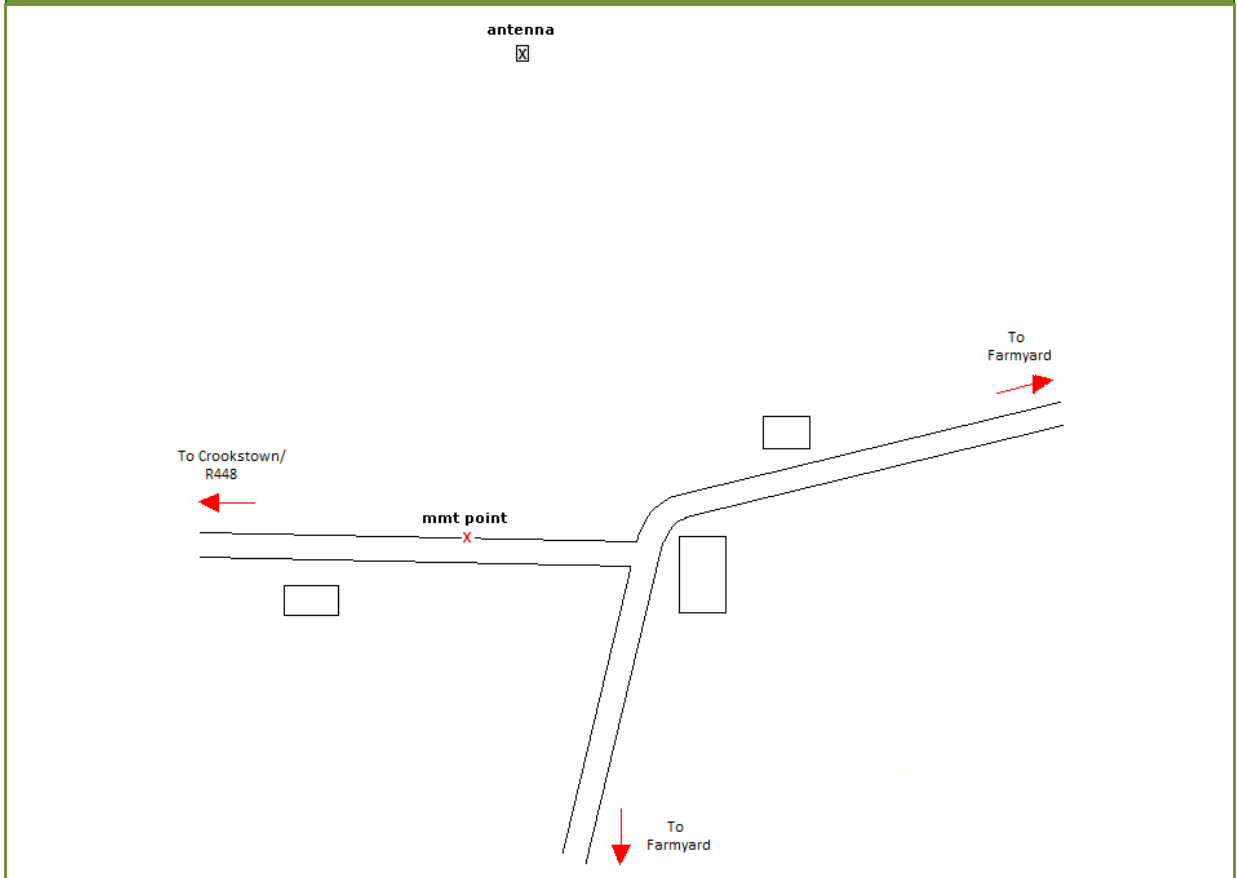 antenna
X
To
Farmyard
To Crookstown/
R448
mmt point
X
To
Farmyard